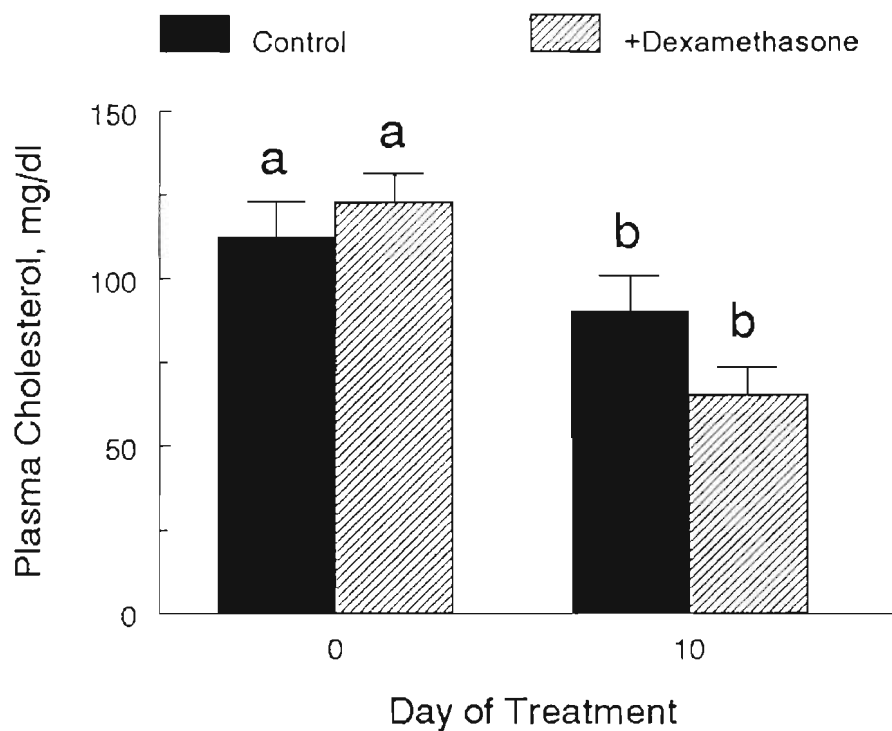 Control +Dexamethasone
Plasma Cholesterol, mg/dl
150
100
50
0
a a
b
b
0 10
Day of Treatment